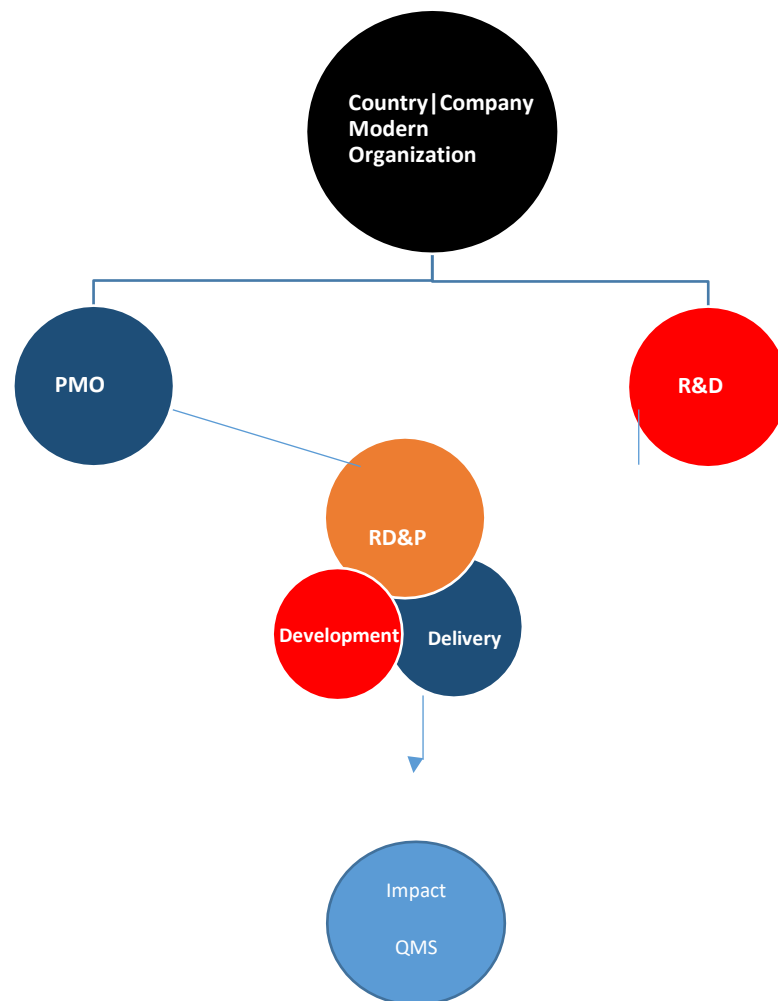 Country|Company
Modern
Organization
PMO
R&D
RD&P
Development
Delivery
Impact
QMS